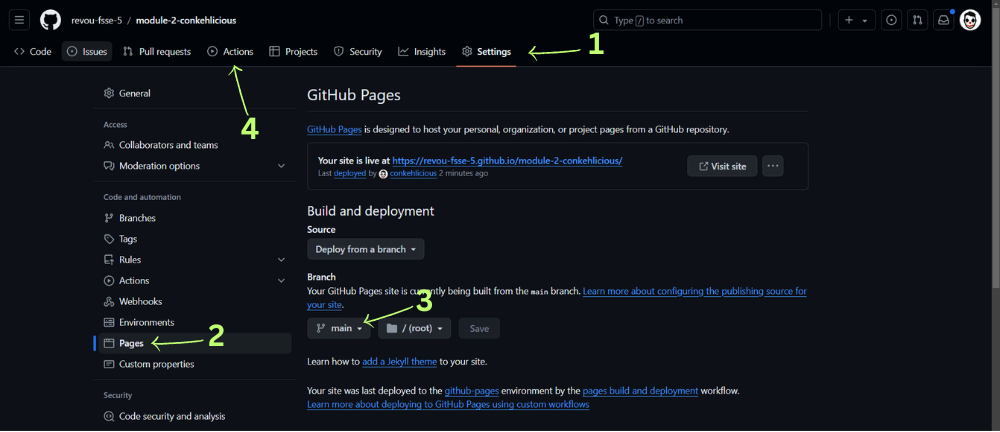 revou-fsse-5 / module-2-conkehlicious
Type / to search
Code Issues Pull requests Actions Projects Security Insights Settings
1
4
General
Access
Collaborators and teams
Moderation options
Code and automation
Branches
Tags
Rules
Actions
Webhooks
Environments
Pages
2
Custom properties
Security
Code security and analysis
GitHub Pages
GitHub Pages is designed to host your personal, organization, or project pages from a GitHub repository.
Your site is live at https://revou-fsse-5.github.io/module-2-conkehlicious/
Last deployed by conkehlicious 2 minutes ago
Visit site
Build and deployment
Source
Deploy from a branch
Branch
Your GitHub Pages site is currently being built from the main branch. Learn more about configuring the publishing source for
your site.
3
main / (root) Save
Learn how to add a Jekyll theme to your site.
Your site was last deployed to the github-pages environment by the pages build and deployment workflow.
Learn more about deploying to GitHub Pages using custom workflows